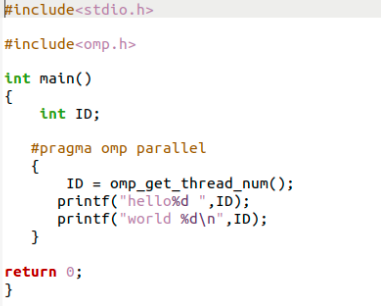 #include<stdio.h>
#include<omp.h>
int main()
{
int ID;
#pragma omp parallel
{
ID = omp_get_thread_num();
printf("hello%d ",ID);
printf("world %d\n",ID);
}
return 0;
}